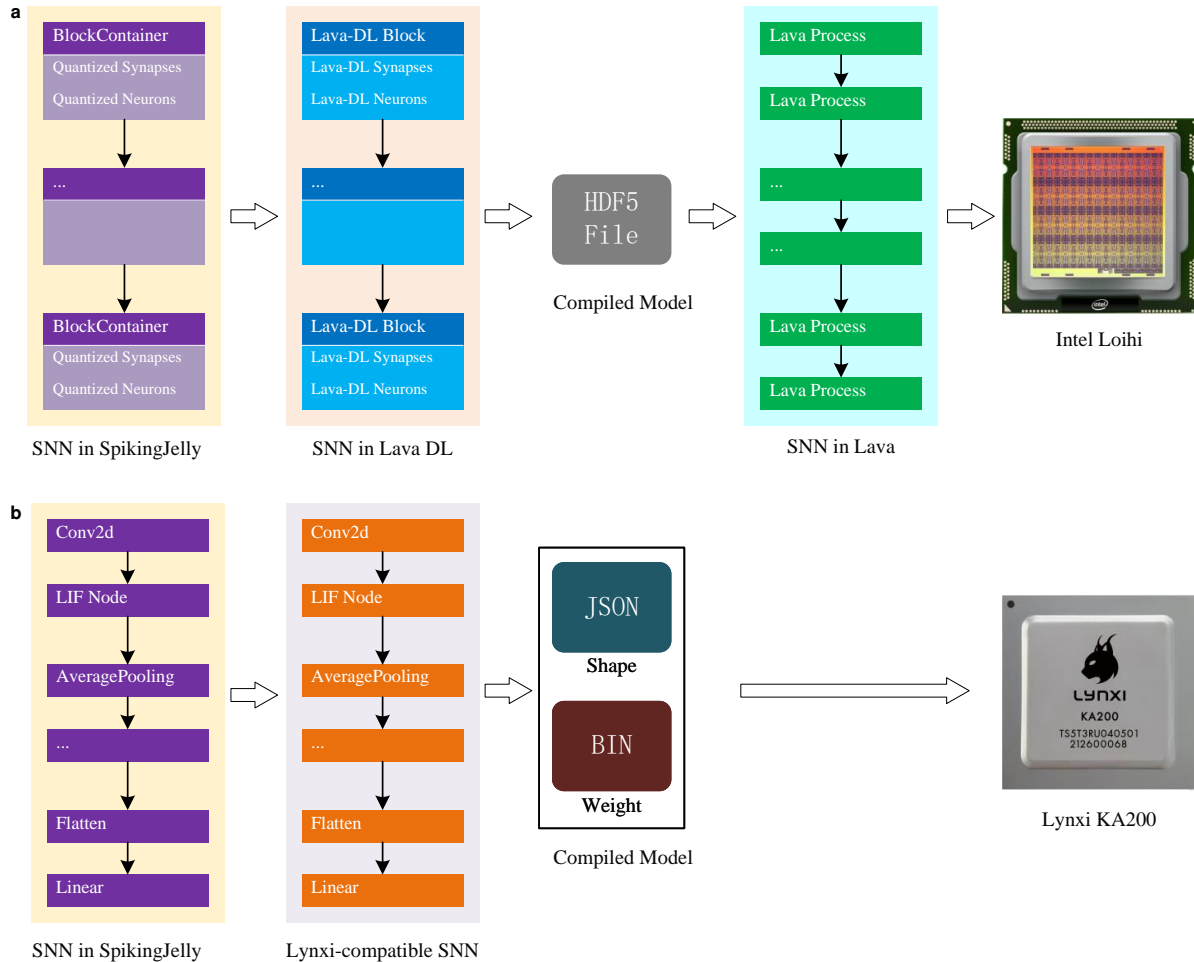 a
BlockContainer
Quantized Synapses
Quantized Neurons
...
BlockContainer
Quantized Synapses
Quantized Neurons
SNN in SpikingJelly
Lava-DL Block
Lava-DL Synapses
Lava-DL Neurons
...
Lava-DL Block
Lava-DL Synapses
Lava-DL Neurons
SNN in Lava DL
HDF5
File
Compiled Model
Lava Process
Lava Process
...
...
Lava Process
Lava Process
SNN in Lava
intel
Intel Loihi
b
Conv2d
LIF Node
AveragePooling
...
Flatten
Linear
SNN in SpikingJelly
Conv2d
LIF Node
AveragePooling
...
Flatten
Linear
Lynxi-compatible SNN
JSON
Shape
BIN
Weight
Compiled Model
LYNXI
KA200
TS5T3RU040501
212600068
Lynxi KA200